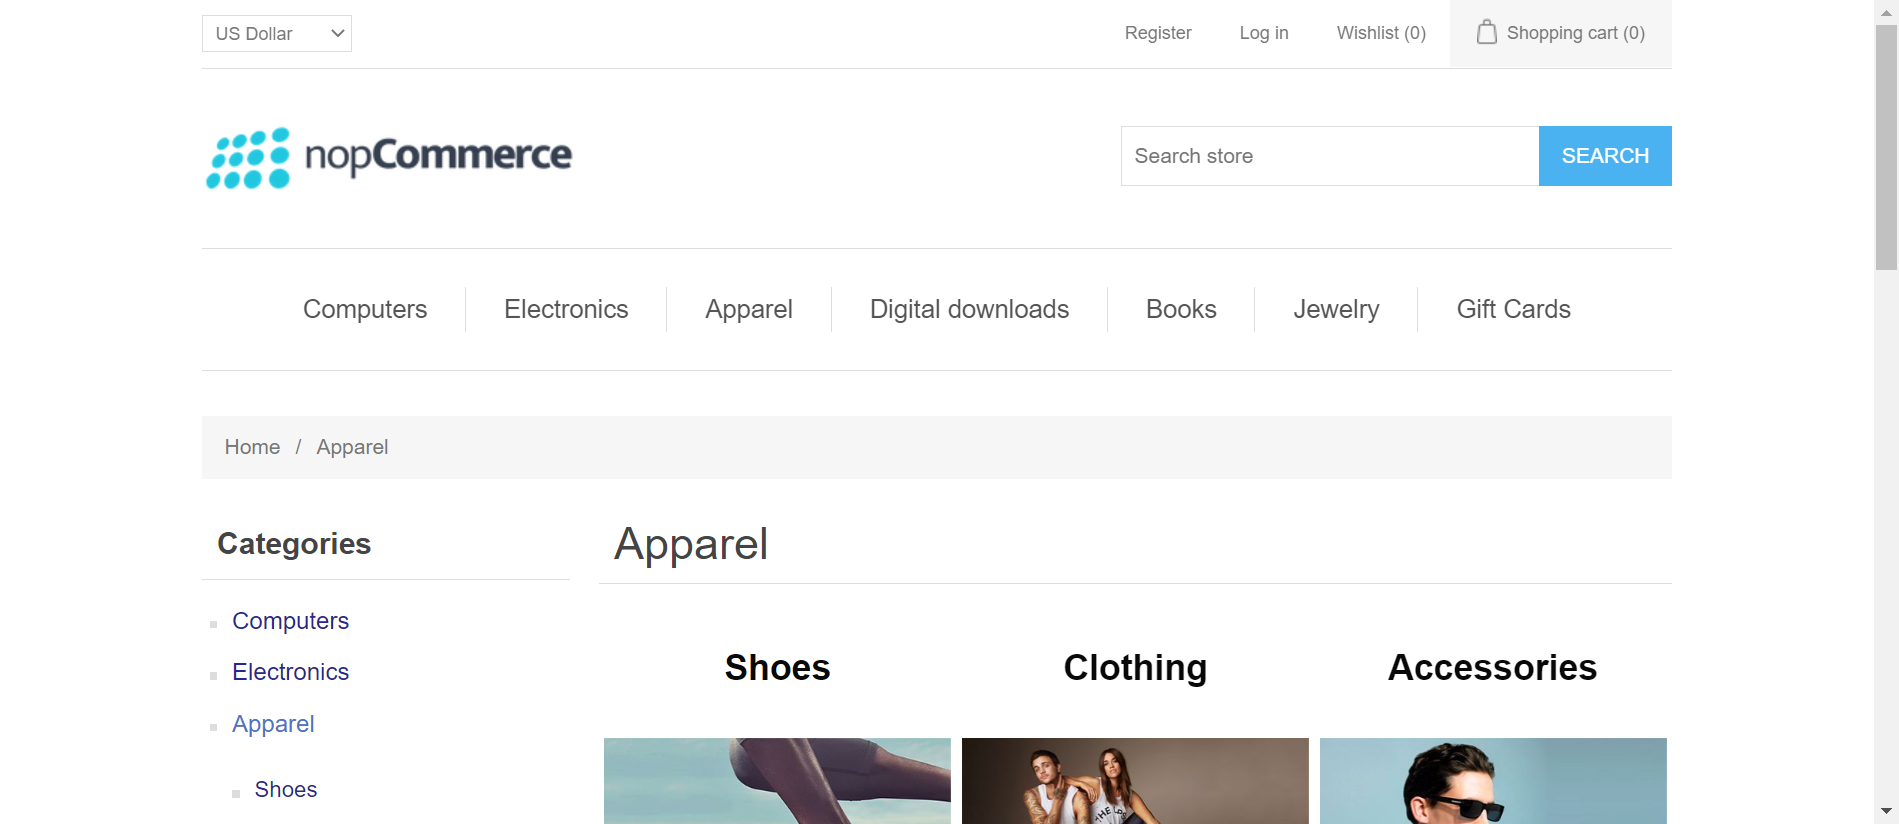 US Dollar
Register
Log in
Wishlist (0)
Shopping cart (0)
nopCommerce
Search store
SEARCH
Computers
Electronics
Apparel
Digital downloads
Books
Jewelry
Gift Cards
Home / Apparel
Categories
Computers
Electronics
Apparel
Shoes
Apparel
Shoes
Clothing
Accessories